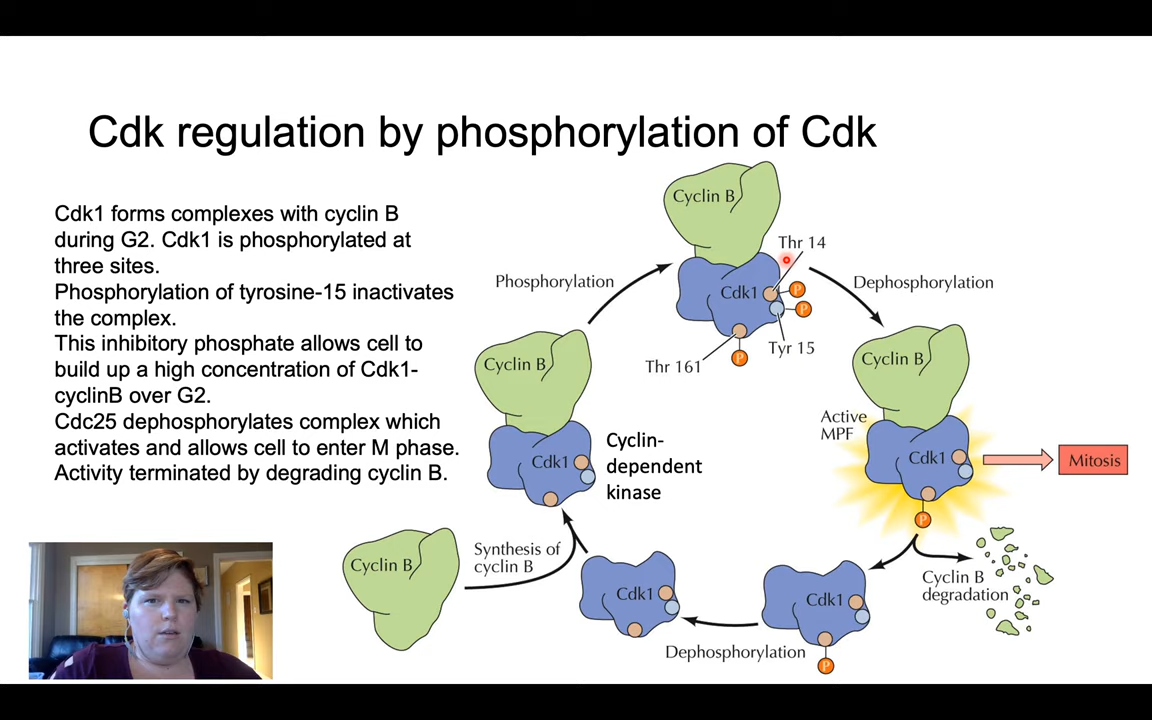 Cdk regulation by phosphorylation of Cdk
Cdk1 forms complexes with cyclin B
during G2. Cdk1 is phosphorylated at
three sites.
Phosphorylation of tyrosine-15 inactivates
the complex.
This inhibitory phosphate allows cell to
build up a high concentration of Cdk1-
cyclinB over G2.
Cdc25 dephosphorylates complex which
activates and allows cell to enter M phase.
Activity terminated by degrading cyclin B.
Cyclin B
Thr 14
Cdk1
P
P
Tyr 15
Thr 161
P
Phosphorylation
Dephosphorylation
Cyclin B
Cdk1
Cyclin-
dependent
kinase
Cyclin B
Active
MPF
Cdk1
P
Mitosis
Cyclin B
Synthesis of
cyclin B
Cdk1
Cdk1
P
Cyclin B
degradation
Dephosphorylation